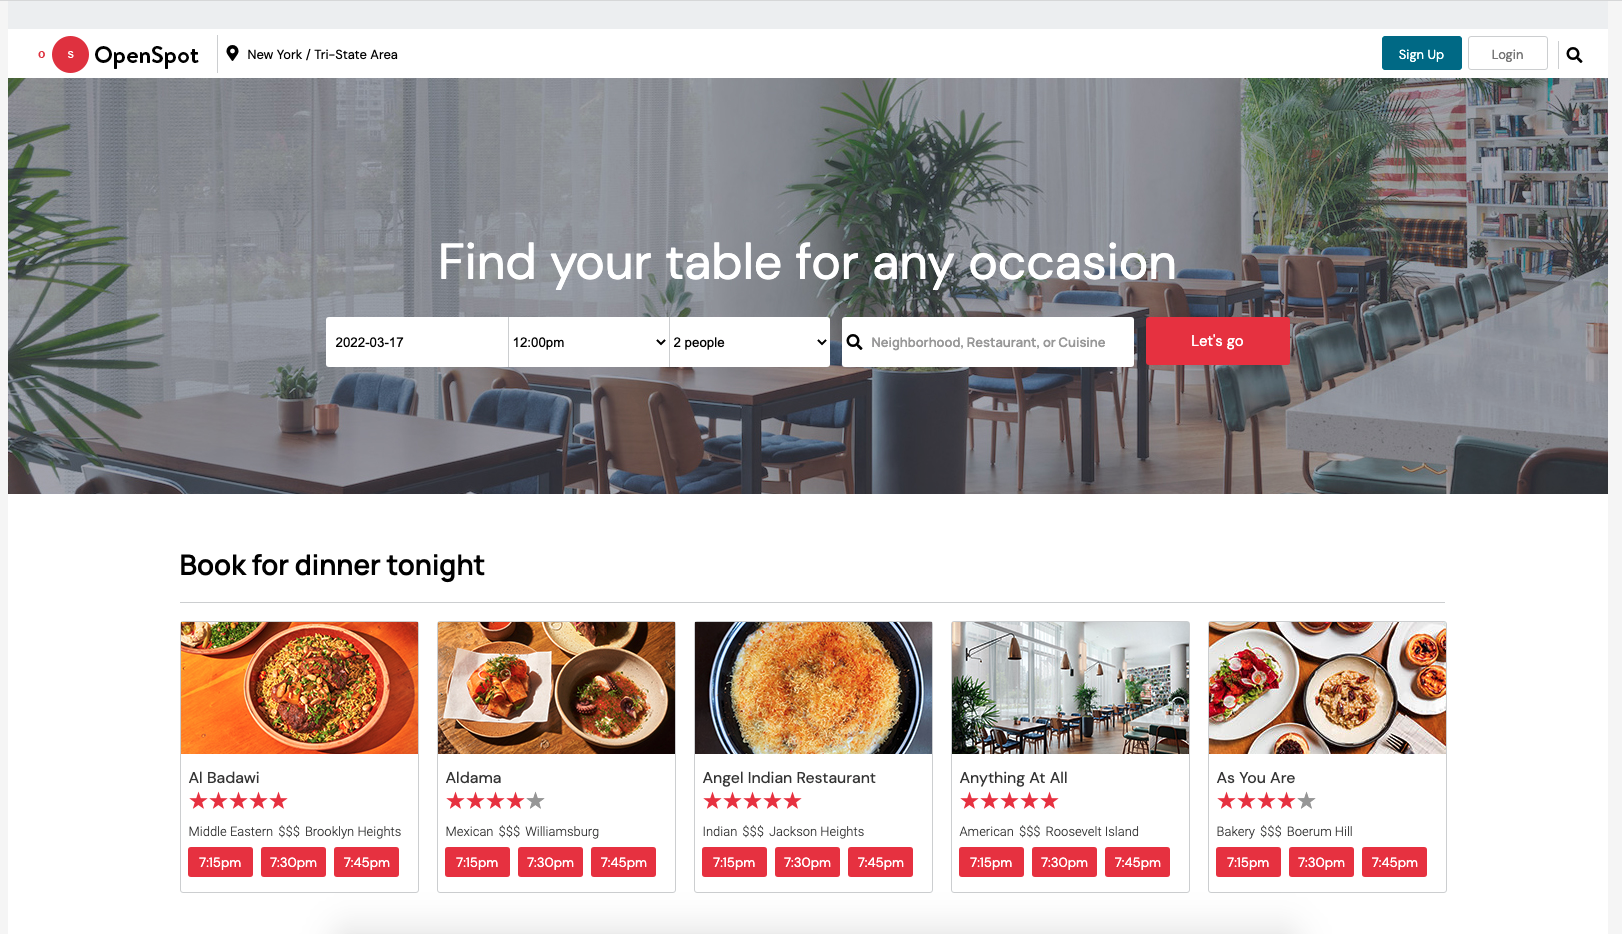 O S OpenSpot New York / Tri-State Area Sign Up Login
Find your table for any occasion
2022-03-17 12:00pm 2 people Neighborhood, Restaurant, or Cuisine Let's go
Book for dinner tonight
Al Badawi
Middle Eastern $$$ Brooklyn Heights
7:15pm 7:30pm 7:45pm
Aldama
Mexican $$$ Williamsburg
7:15pm 7:30pm 7:45pm
Angel Indian Restaurant
Indian $$$ Jackson Heights
7:15pm 7:30pm 7:45pm
Anything At All
American $$$ Roosevelt Island
7:15pm 7:30pm 7:45pm
As You Are
Bakery $$$ Boerum Hill
7:15pm 7:30pm 7:45pm